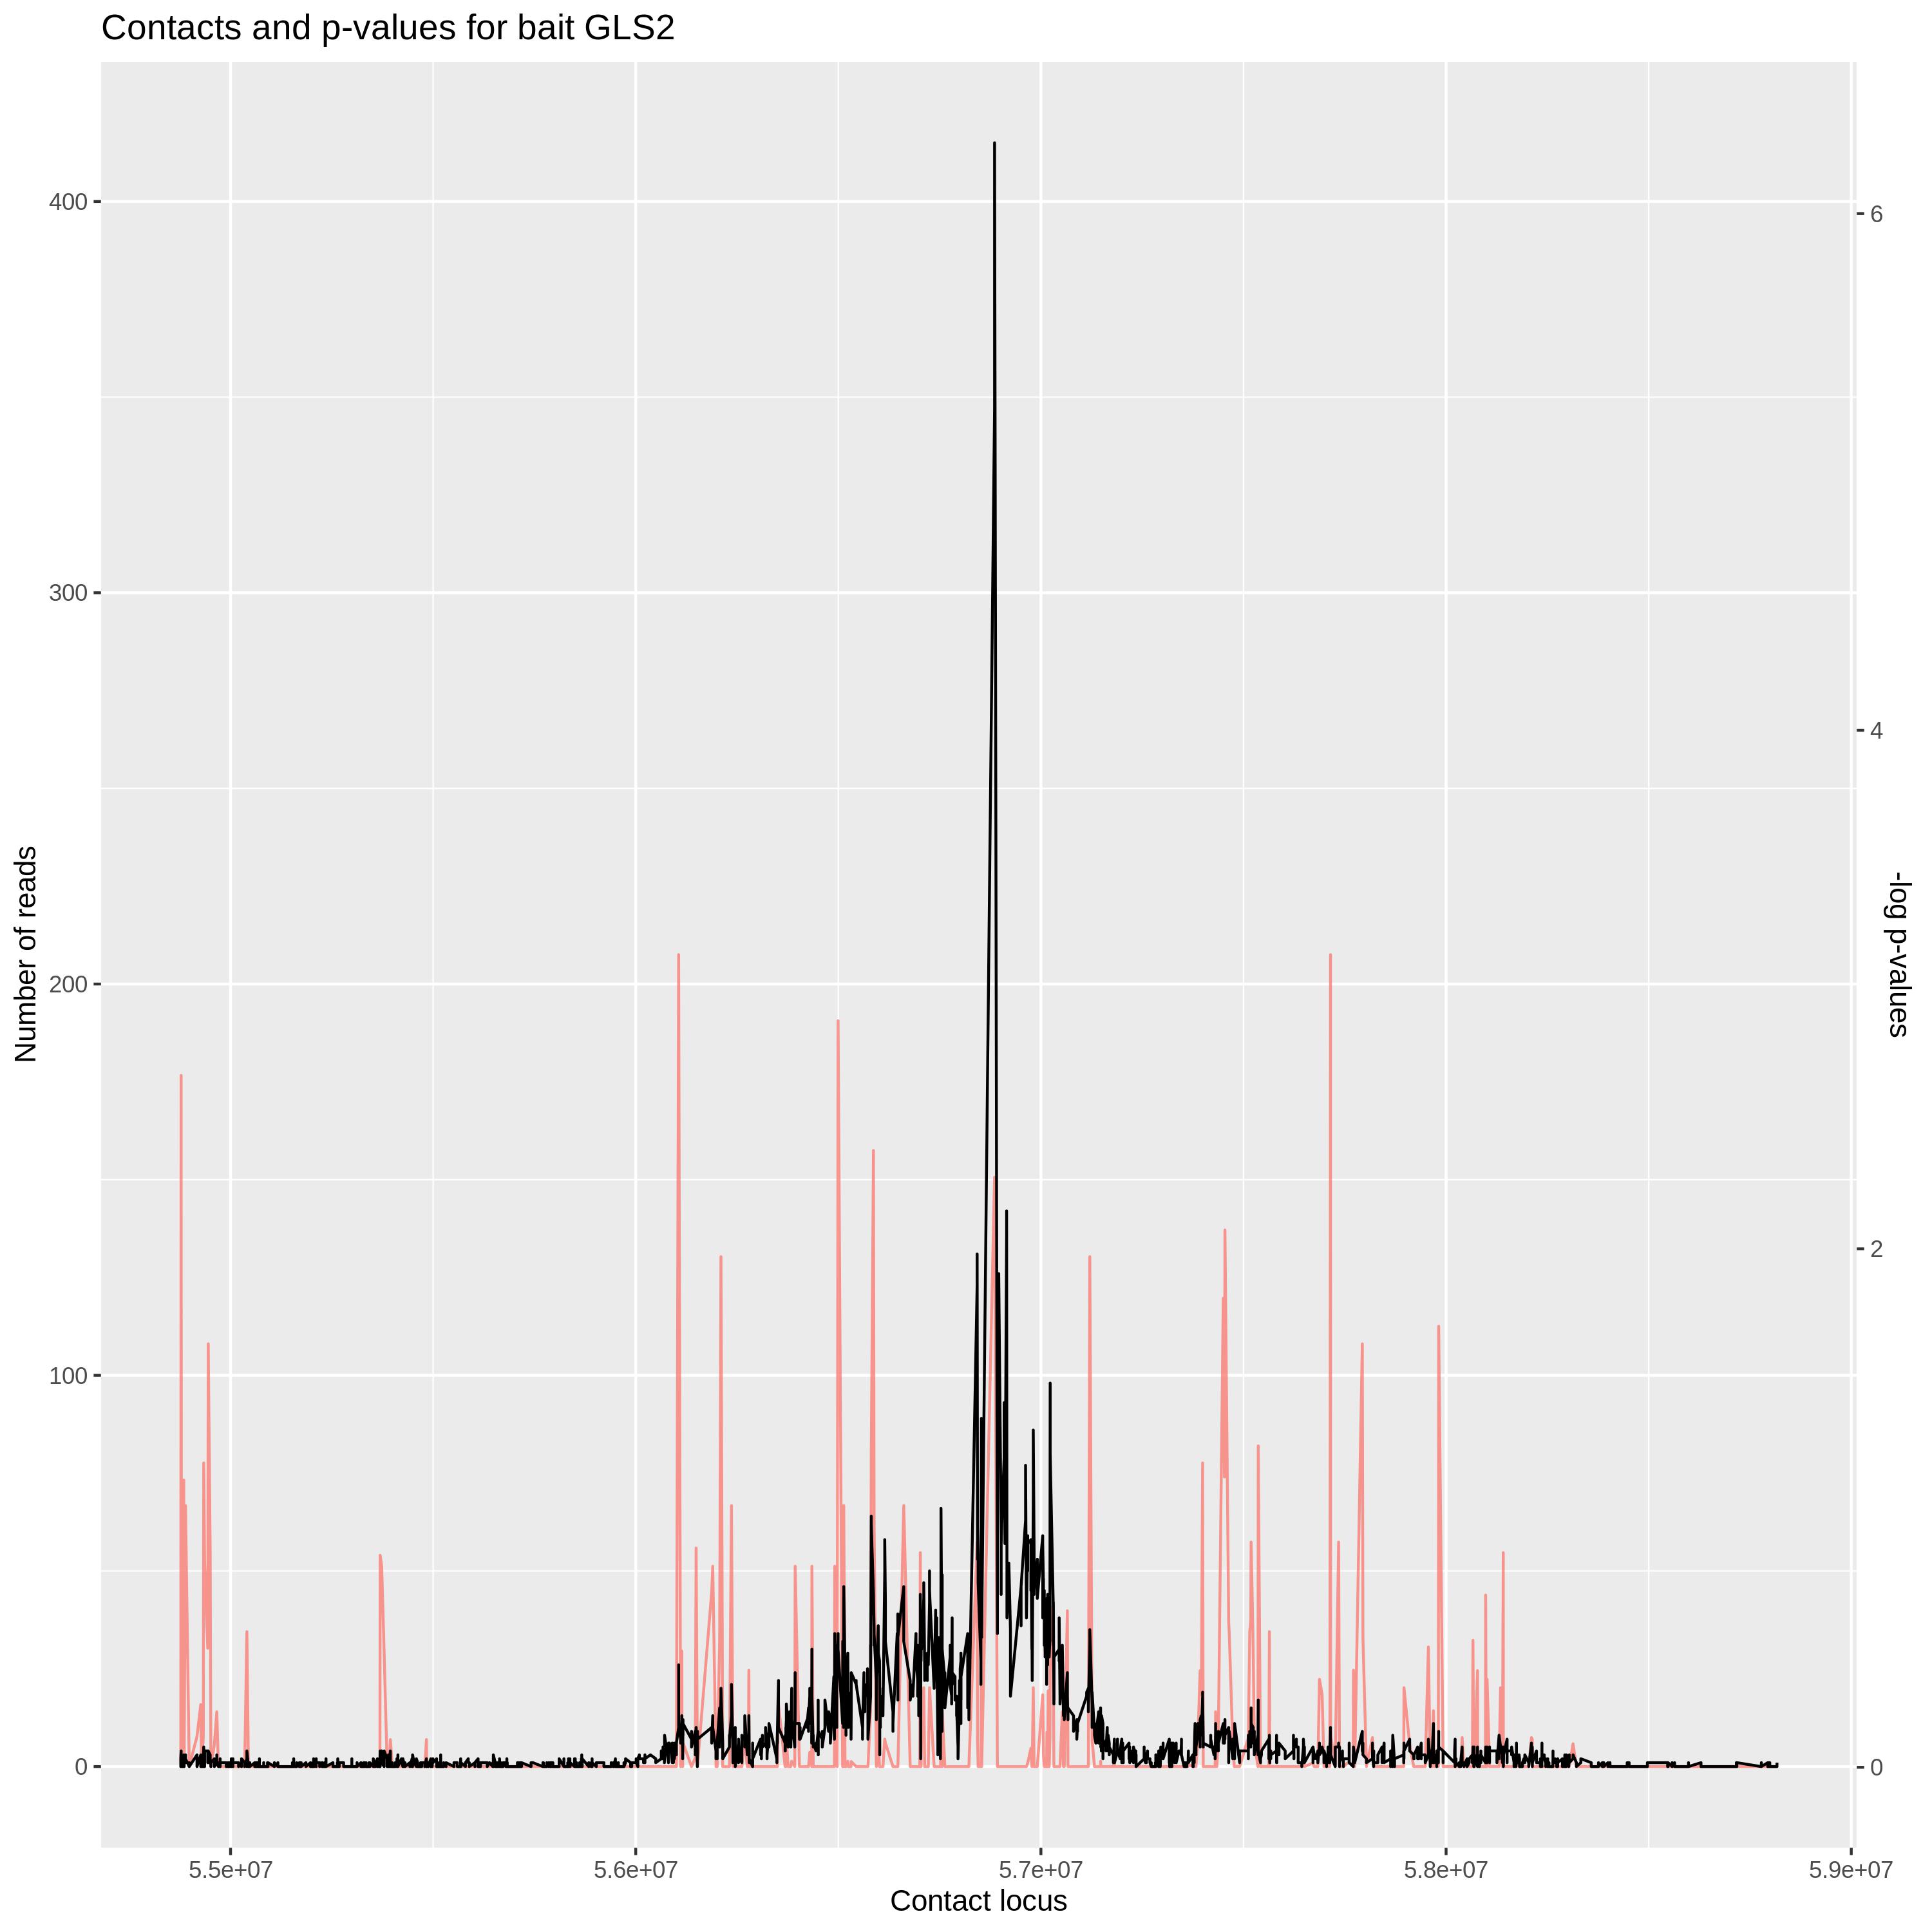 Contacts and p-values for bait GLS2
400
300
200
100
0
Number of reads
6
4
2
0
-log p-values
5.5e+07
5.6e+07
5.7e+07
5.8e+07
5.9e+07
Contact locus